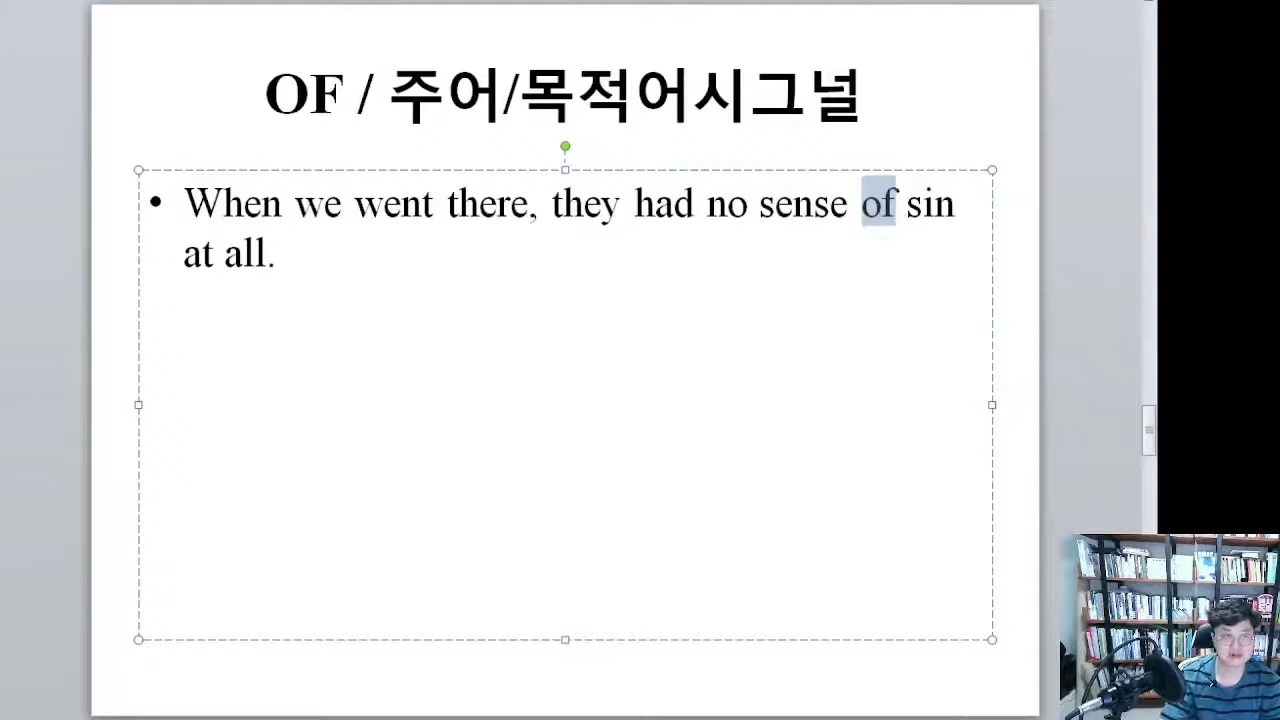 OF / 주어/목적어시그널
• When we went there, they had no sense of sin
at all.